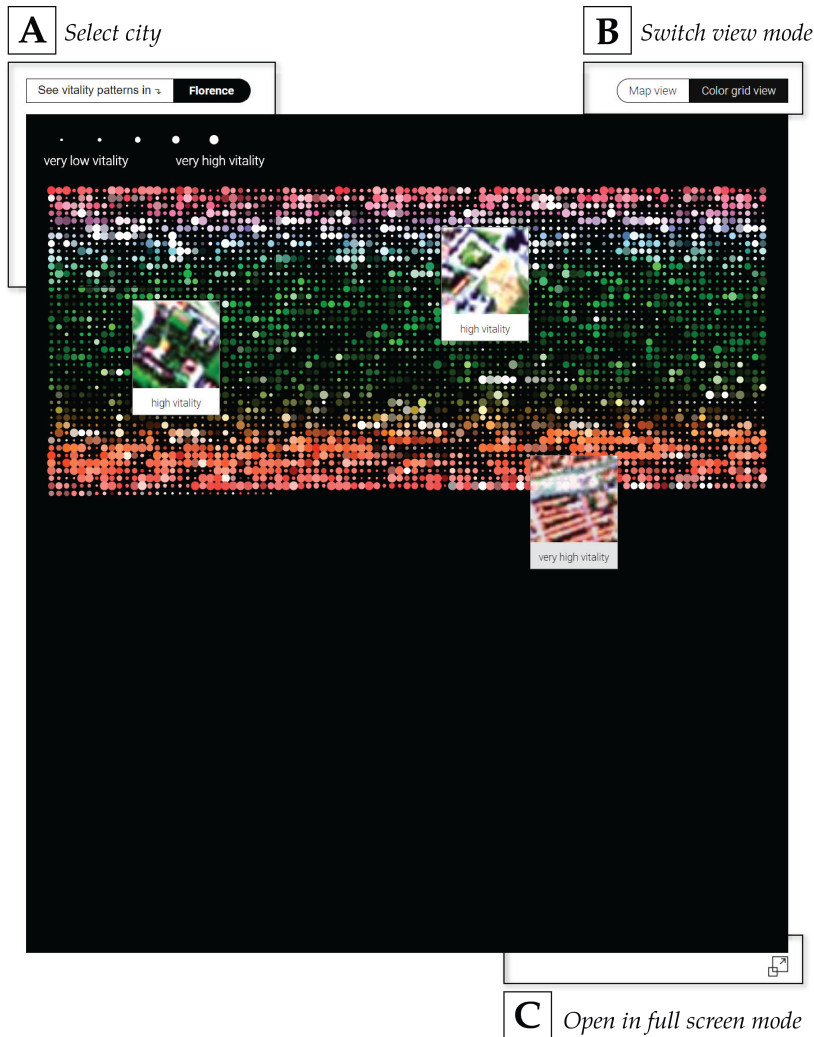 A Select city
B Switch view mode
See vitality patterns in ⤵ Florence
Map view Color grid view
very low vitality very high vitality
high vitality
high vitality
very high vitality
C Open in full screen mode